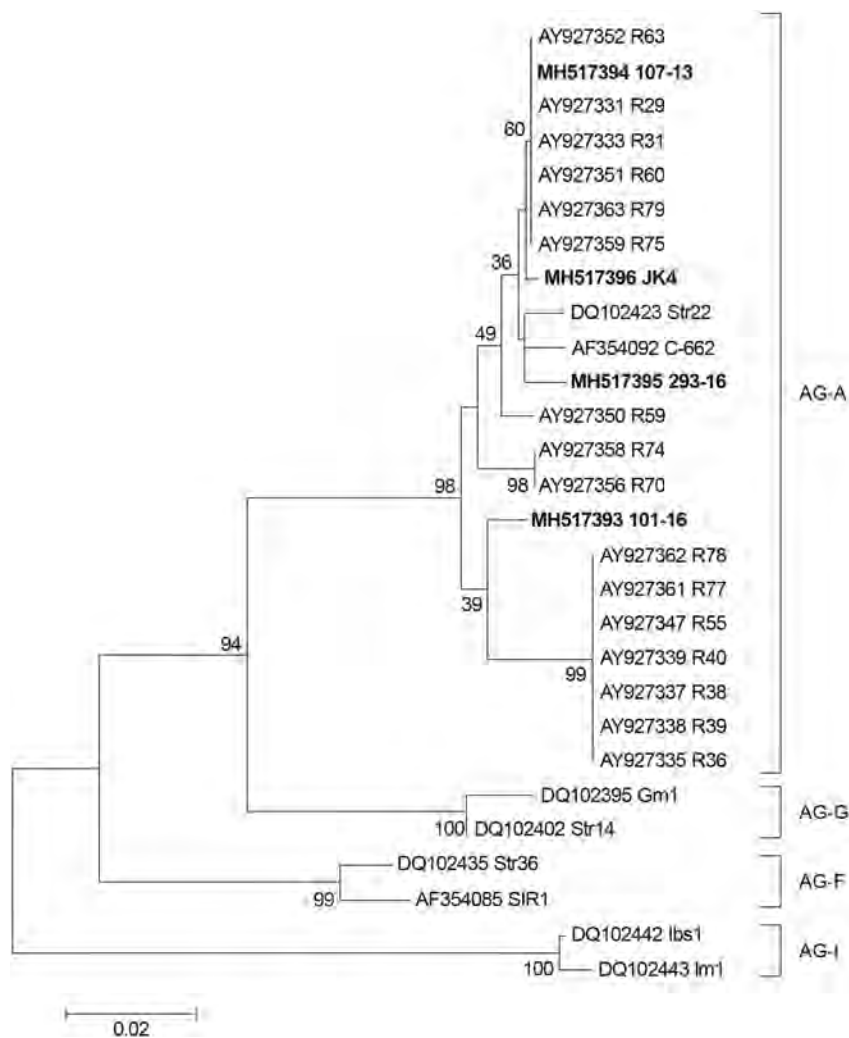 AY927352 R63
MH517394 107-13
AY927331 R29
60
AY927333 R31
AY927351 R60
AY927363 R79
AY927359 R75
36
MH517396 JK4
DQ102423 Str22
49
AF354092 C-662
MH517395 293-16
AG-A
AY927350 R59
AY927358 R74
98
98
AY927356 R70
MH517393 101-16
AY927362 R78
AY927361 R77
39
AY927347 R55
94
AY927339 R40
99
AY927337 R38
AY927338 R39
AY927335 R36
DQ102395 Gm1
AG-G
100
DQ102402 Str14
DQ102435 Str36
AG-F
99
AF354085 SIR1
DQ102442 Ibs1
AG-I
100
DQ102443 Im1
0.02